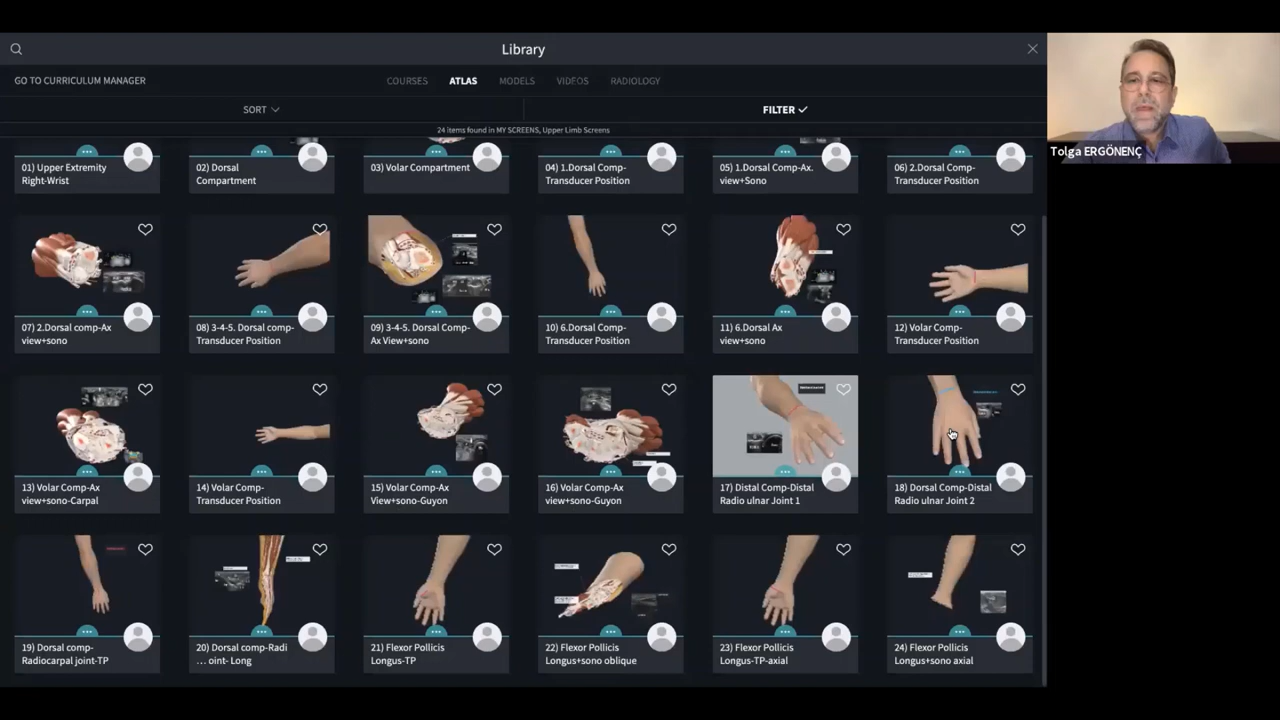 Library
GO TO CURRICULUM MANAGER
COURSES
ATLAS
MODELS
VIDEOS
RADIOLOGY
SORT
FILTER
24 items found in MY SCREENS, Upper Limb Screens
Tolga ERGÖNENÇ
01) Upper Extremity
Right-Wrist
02) Dorsal
Compartment
03) Volar Compartment
04) 1.Dorsal Comp-
Transducer Position
05) 1.Dorsal Comp-Ax.
view+Sono
06) 2.Dorsal Comp-
Transducer Position
07) 2.Dorsal comp-Ax
view+sono
08) 3-4-5. Dorsal comp-
Transducer Position
09) 3-4-5. Dorsal Comp-
Ax View+sono
10) 6.Dorsal Comp-
Transducer Position
11) 6.Dorsal Ax
view+sono
12) Volar Comp-
Transducer Position
13) Volar Comp-Ax
view+sono-Carpal
14) Volar Comp-
Transducer Position
15) Volar Comp-Ax
View+sono-Guyon
16) Volar Comp-Ax
view+sono-Guyon
17) Distal Comp-Distal
Radio ulnar Joint 1
18) Dorsal Comp-Distal
Radio ulnar Joint 2
19) Dorsal comp-
Radiocarpal joint-TP
20) Dorsal comp-Radi
... oint- Long
21) Flexor Pollicis
Longus-TP
22) Flexor Pollicis
Longus+sono oblique
23) Flexor Pollicis
Longus-TP-axial
24) Flexor Pollicis
Longus+sono axial